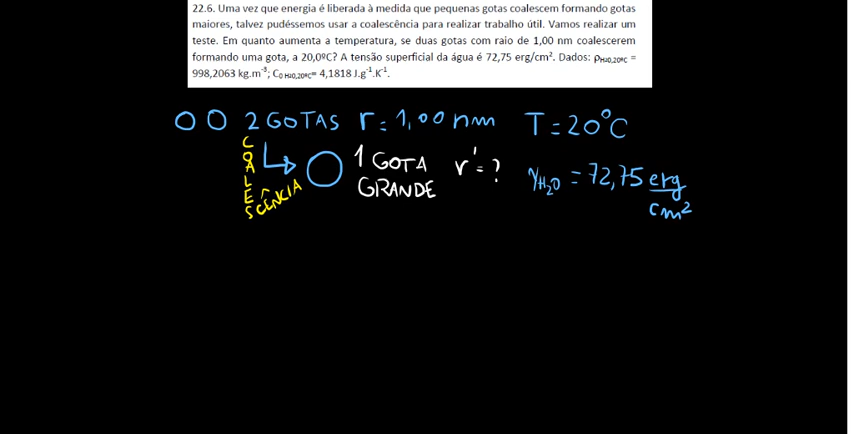 22.6. Uma vez que energia é liberada à medida que pequenas gotas coalescem formando gotas
maiores, talvez pudéssemos usar a coalescência para realizar trabalho útil. Vamos realizar um
teste. Em quanto aumenta a temperatura, se duas gotas com raio de 1,00 nm coalescerem
formando uma gota, a 20,0ºC? A tensão superficial da água é 72,75 erg/cm². Dados: ρH2O,20ºC =
998,2063 kg.m⁻³; C0 H2O,20ºC= 4,1818 J.g⁻¹.K⁻¹.
2 GOTAS r = 1,00 nm T = 20°C
COALESCÊNCIA
1 GOTA GRANDE r' = ?
γH₂O = 72,75 erg/cm²